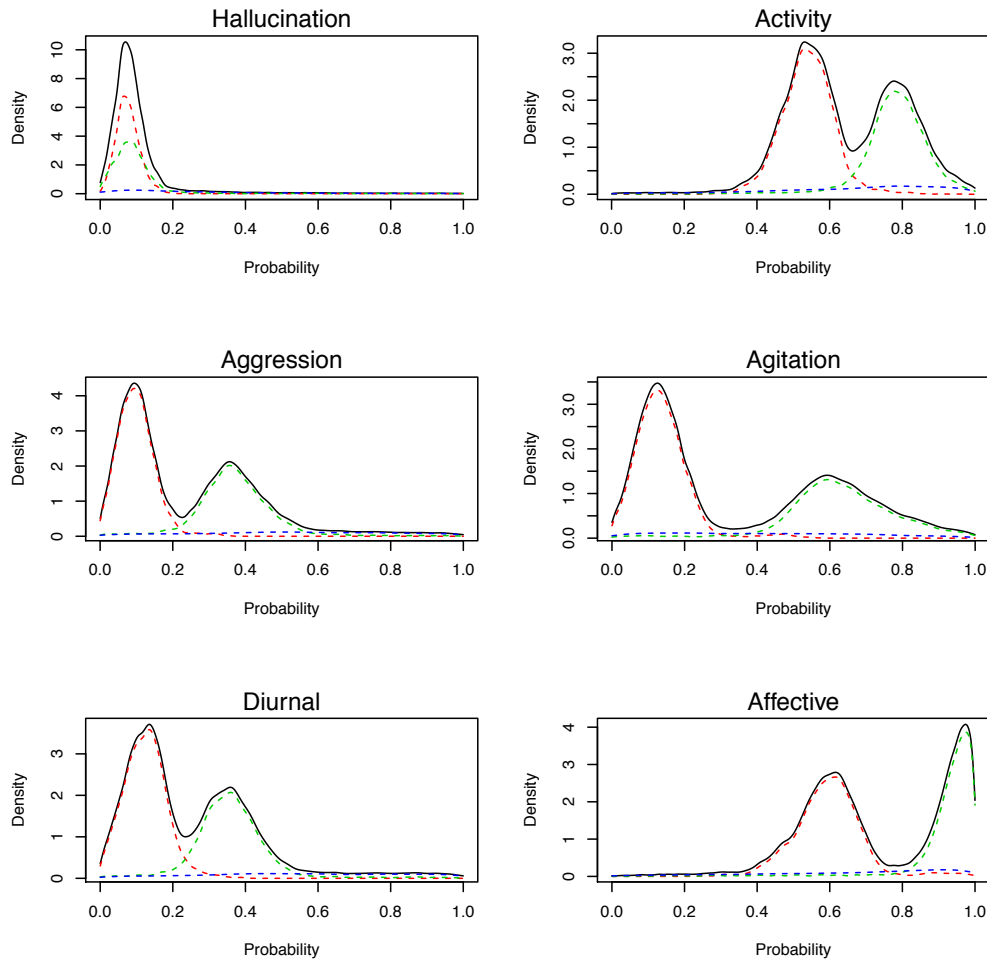 Hallucination
Density
0 2 4 6 8 10
0.0 0.2 0.4 0.6 0.8 1.0
Probability
Activity
Density
0.0 1.0 2.0 3.0
0.0 0.2 0.4 0.6 0.8 1.0
Probability
Aggression
Density
0 1 2 3 4
0.0 0.2 0.4 0.6 0.8 1.0
Probability
Agitation
Density
0.0 1.0 2.0 3.0
0.0 0.2 0.4 0.6 0.8 1.0
Probability
Diurnal
Density
0 1 2 3
0.0 0.2 0.4 0.6 0.8 1.0
Probability
Affective
Density
0 1 2 3 4
0.0 0.2 0.4 0.6 0.8 1.0
Probability